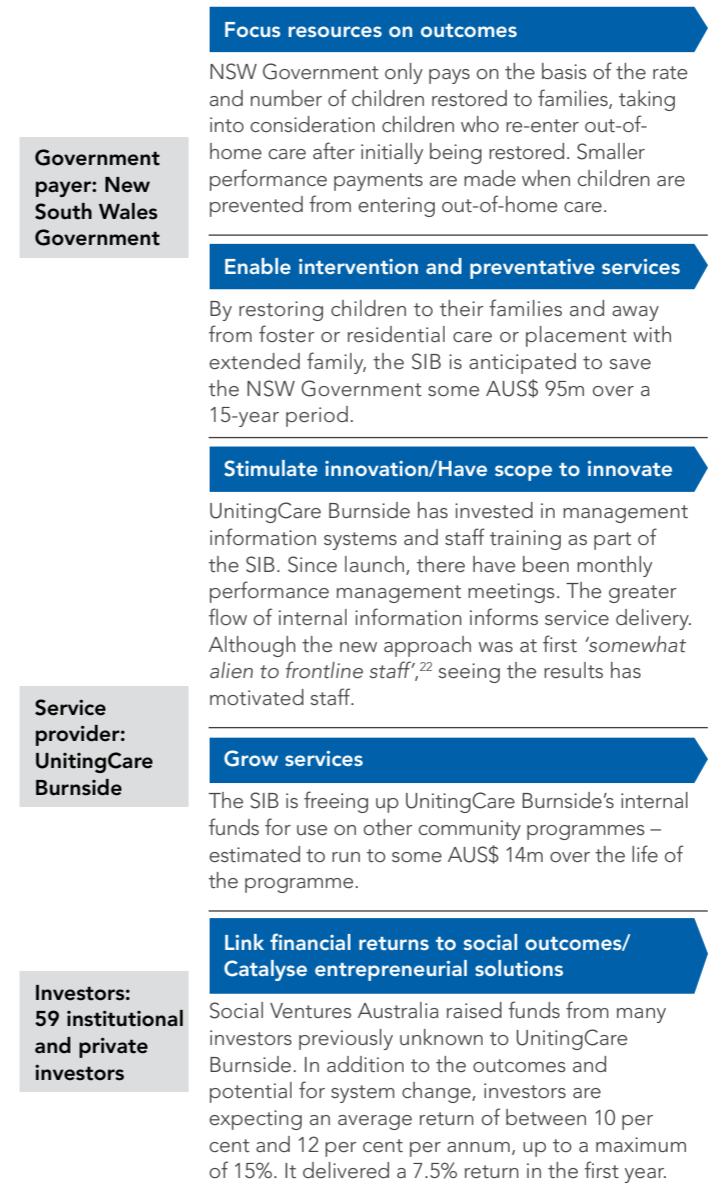 Focus resources on outcomes
NSW Government only pays on the basis of the rate
and number of children restored to families, taking
into consideration children who re-enter out-of-
home care after initially being restored. Smaller
performance payments are made when children are
prevented from entering out-of-home care.
Government
payer: New
South Wales
Government
Enable intervention and preventative services
By restoring children to their families and away
from foster or residential care or placement with
extended family, the SIB is anticipated to save
the NSW Government some AUS$ 95m over a
15-year period.
Stimulate innovation/Have scope to innovate
UnitingCare Burnside has invested in management
information systems and staff training as part of
the SIB. Since launch, there have been monthly
performance management meetings. The greater
flow of internal information informs service delivery.
Although the new approach was at first ‘somewhat
alien to frontline staff’,22 seeing the results has
motivated staff.
Service
provider:
UnitingCare
Burnside
Grow services
The SIB is freeing up UnitingCare Burnside’s internal
funds for use on other community programmes –
estimated to run to some AUS$ 14m over the life of
the programme.
Link financial returns to social outcomes/
Catalyse entrepreneurial solutions
Investors:
59 institutional
and private
investors
Social Ventures Australia raised funds from many
investors previously unknown to UnitingCare
Burnside. In addition to the outcomes and
potential for system change, investors are
expecting an average return of between 10 per
cent and 12 per cent per annum, up to a maximum
of 15%. It delivered a 7.5% return in the first year.